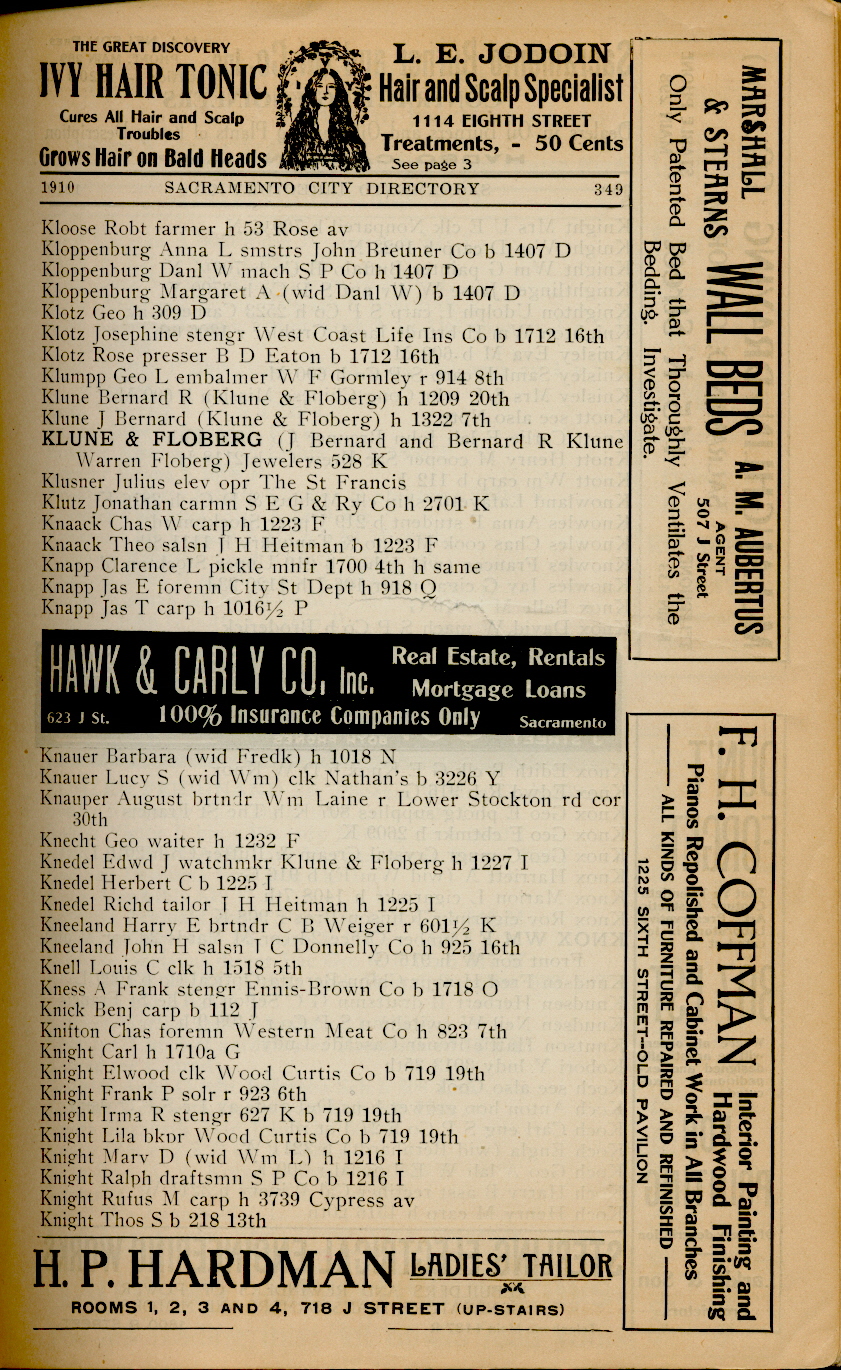 THE GREAT DISCOVERY
IVY HAIR TONIC
Cures All Hair and Scalp
Troubles
Grows Hair on Bald Heads
L. E. JODOIN
Hair and Scalp Specialist
1114 EIGHTH STREET
Treatments, - 50 Cents
See page 3
1910 SACRAMENTO CITY DIRECTORY 349
Kloose Robt farmer h 53 Rose av
Kloppenburg Anna L smstrs John Breuner Co b 1407 D
Kloppenburg Danl W mach S P Co h 1407 D
Kloppenburg Margaret A (wid Danl W) b 1407 D
Klotz Geo h 309 D
Klotz Josephine stengr West Coast Life Ins Co b 1712 16th
Klotz Rose presser B D Eaton b 1712 16th
Klumpp Geo L embalmer W F Gormley r 914 8th
Klune Bernard R (Klune & Floberg) h 1209 20th
Klune J Bernard (Klune & Floberg) h 1322 7th
KLUNE & FLOBERG (J Bernard and Bernard R Klune
Warren Floberg) Jewelers 528 K
Klusner Julius elev opr The St Francis
Klutz Jonathan carmn S E G & Ry Co h 2701 K
Knaack Chas W carp h 1223 F
Knaack Theo salsn J H Heitman b 1223 F
Knapp Clarence L pickle mnfr 1700 4th h same
Knapp Jas E foremn City St Dept h 918 Q
Knapp Jas T carp h 1016½ P
HAWK & CARLY CO, Inc.
Real Estate, Rentals
Mortgage Loans
623 J St. 100% Insurance Companies Only Sacramento
Knauer Barbara (wid Fredk) h 1018 N
Knauer Lucy S (wid Wm) clk Nathan's b 3226 Y
Knauper August brtndr Wm Laine r Lower Stockton rd cor
30th
Knecht Geo waiter h 1232 F
Knedel Edwd J watchmkr Klune & Floberg h 1227 I
Knedel Herbert C b 1225 I
Knedel Richd tailor J H Heitman h 1225 I
Kneeland Harry E brtndr C B Weiger r 601½ K
Kneeland John H salsn J C Donnelly Co h 925 16th
Knell Louis C clk h 1518 5th
Kness A Frank stengr Ennis-Brown Co b 1718 O
Knick Benj carp b 112 J
Knifton Chas foremn Western Meat Co h 823 7th
Knight Carl h 1710a G
Knight Elwood clk Wood Curtis Co b 719 19th
Knight Frank P solr r 923 6th
Knight Irma R stengr 627 K b 719 19th
Knight Lila bkpr Wood Curtis Co b 719 19th
Knight Mary D (wid Wm L) h 1216 I
Knight Ralph draftsmn S P Co b 1216 I
Knight Rufus M carp h 3739 Cypress av
Knight Thos S b 218 13th
H. P. HARDMAN LADIES' TAILOR
ROOMS 1, 2, 3 AND 4, 718 J STREET (UP-STAIRS)
MARSHALL
& STEARNS WALL BEDS A. M. AUBERTUS
AGENT
507 J Street
Only Patented Bed that Thoroughly Ventilates the
Bedding. Investigate.
F. H. COFFMAN Interior Painting and
Hardwood Finishing
Pianos Repolished and Cabinet Work in All Branches
ALL KINDS OF FURNITURE REPAIRED AND REFINISHED
1225 SIXTH STREET--OLD PAVILION